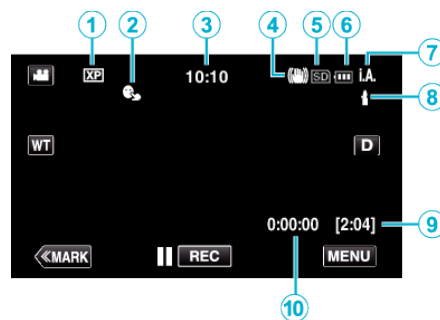 1 2 3 4 5 6 7
XP 10:10 SD i.A.
8
WT D
0:00:00 [2:04] 9
≪MARK REC MENU
10